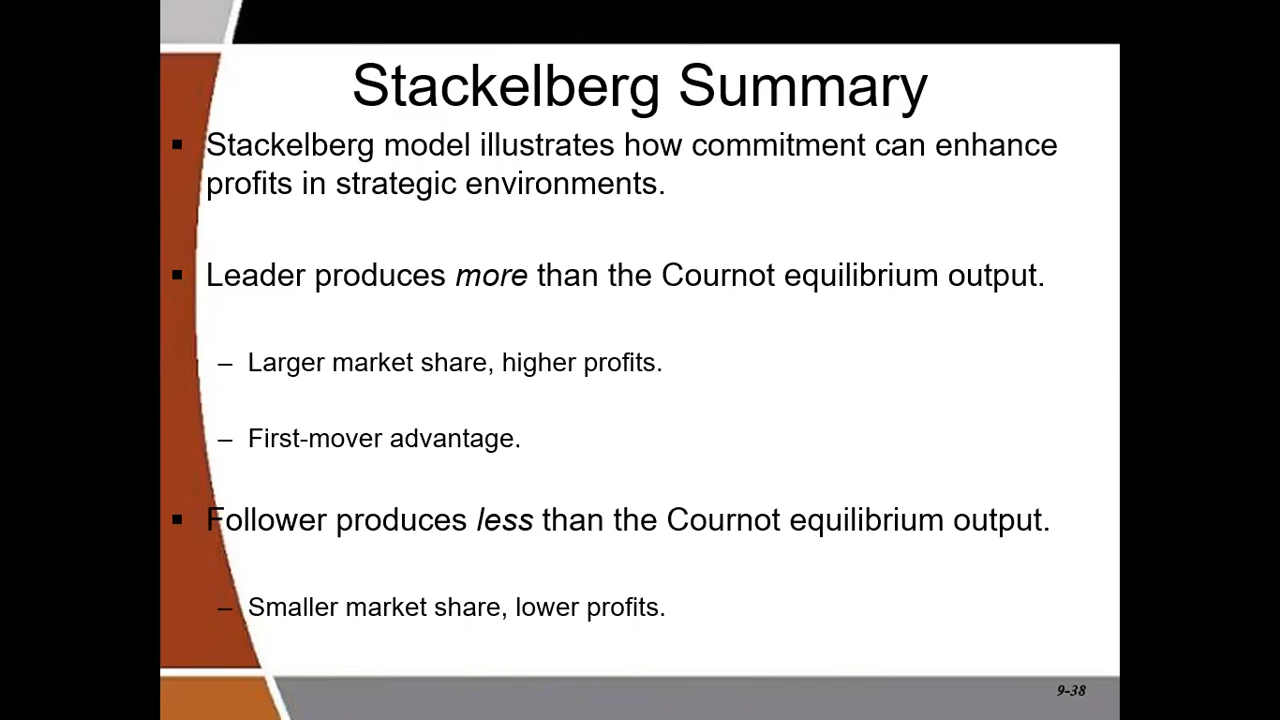 Stackelberg Summary
▪ Stackelberg model illustrates how commitment can enhance
profits in strategic environments.
▪ Leader produces more than the Cournot equilibrium output.
– Larger market share, higher profits.
– First-mover advantage.
▪ Follower produces less than the Cournot equilibrium output.
– Smaller market share, lower profits.
9-38